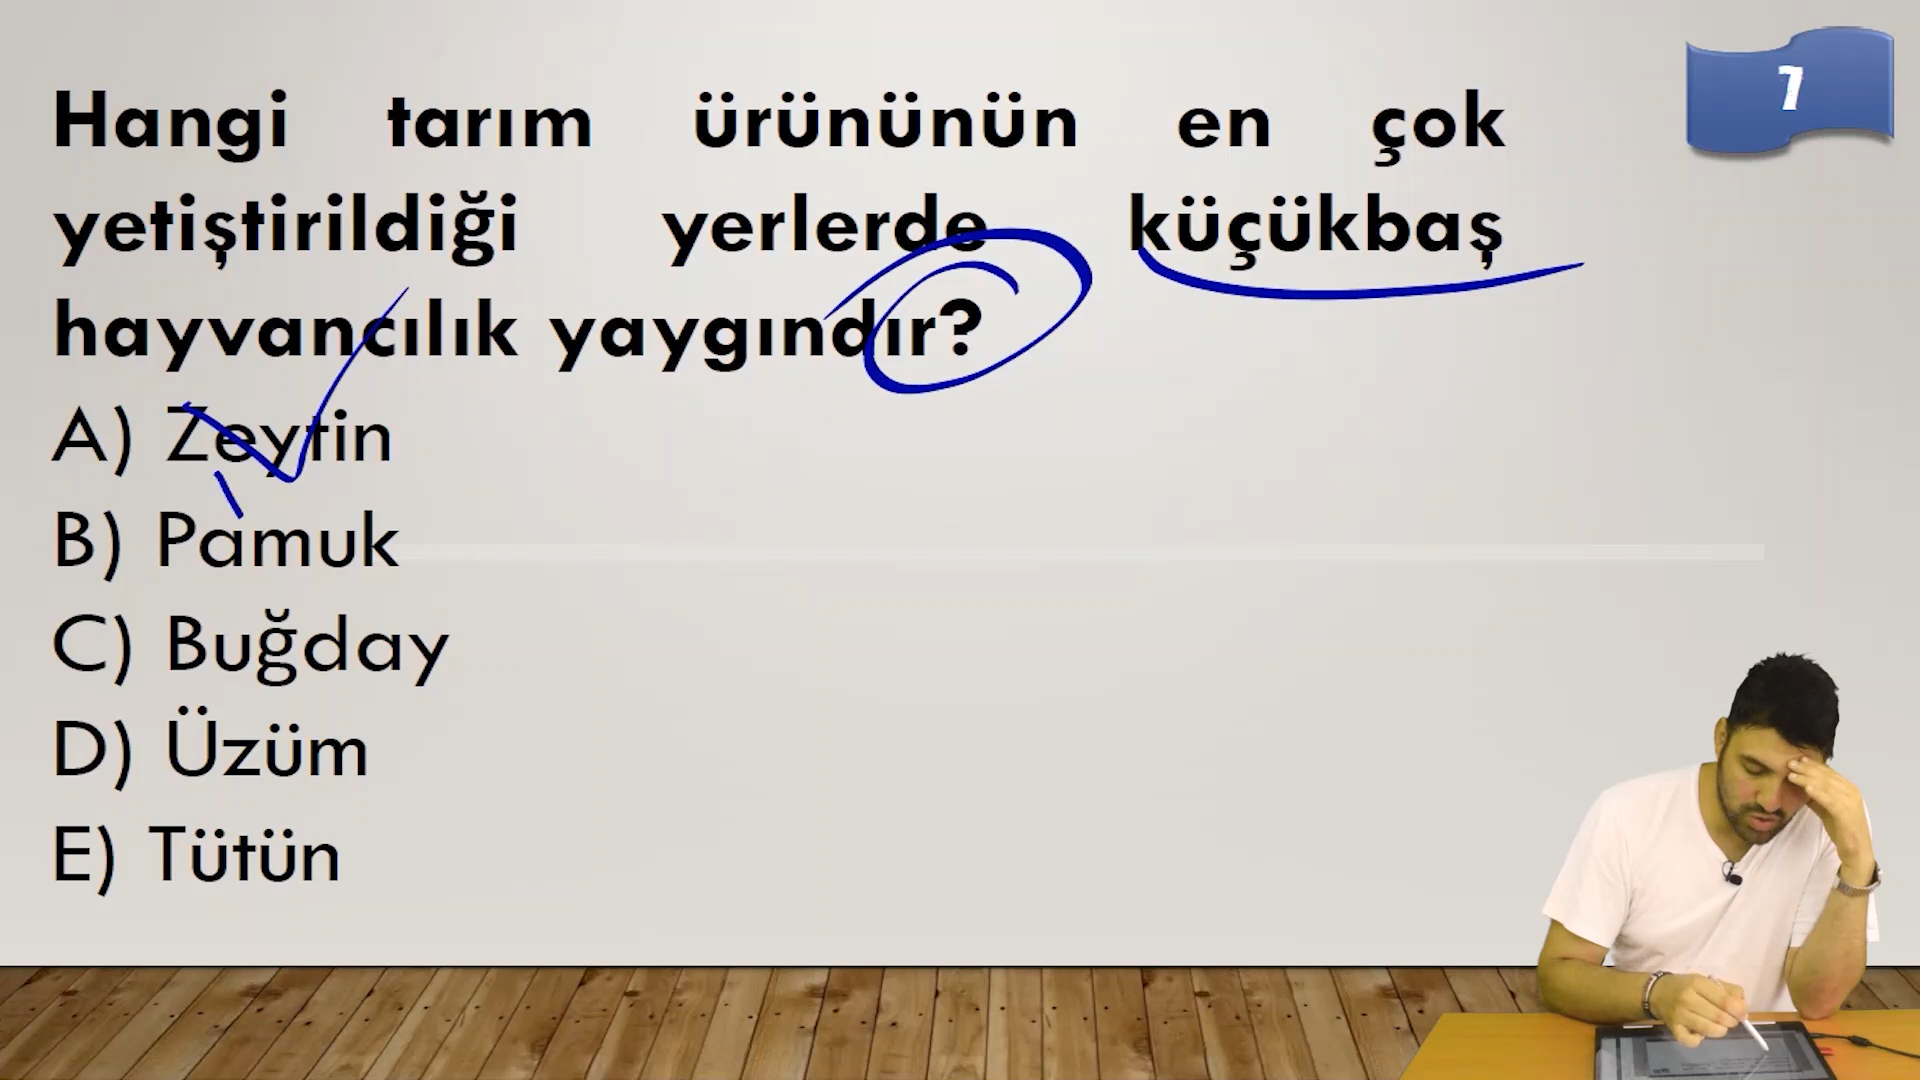 7
Hangi tarım ürününün en çok
yetiştirildiği yerlerde küçükbaş
hayvancılık yaygındır?
A) Zeytin
B) Pamuk
C) Buğday
D) Üzüm
E) Tütün